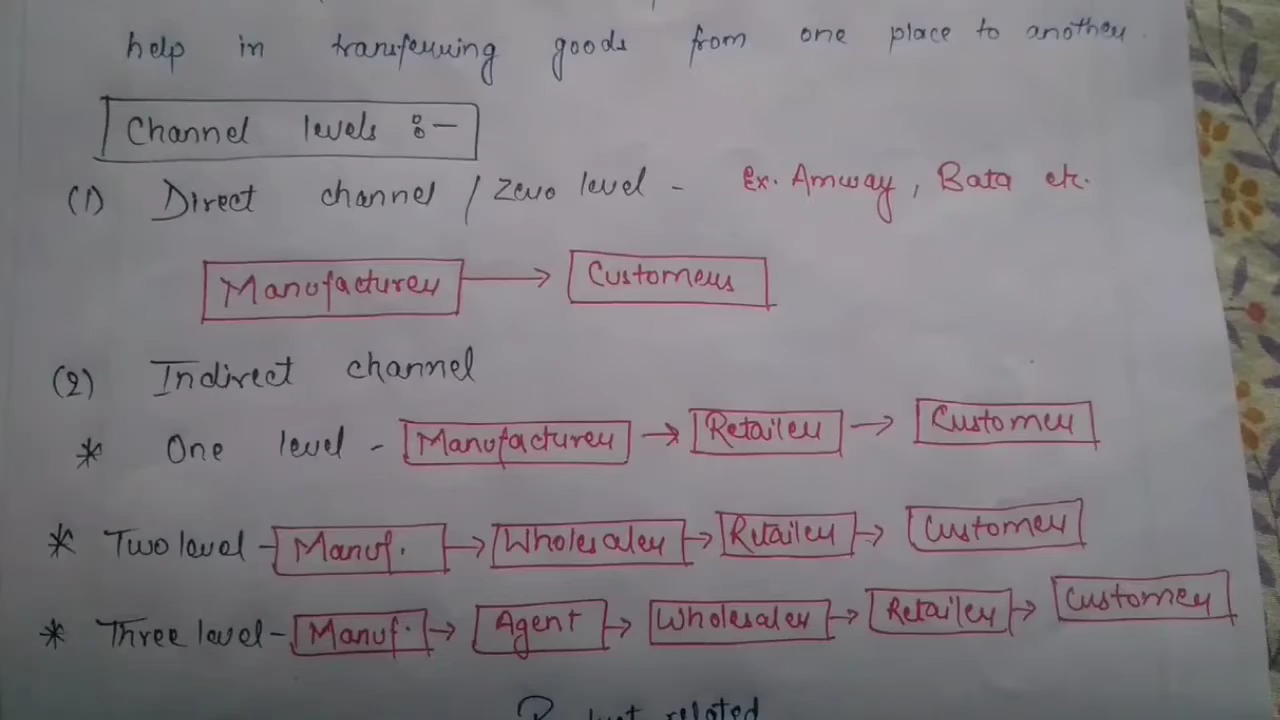 help in transferring goods from one place to another.
Channel levels :-
(1) Direct channel / Zero level - Ex. Amway, Bata etc.
Manufacturer → Customers
(2) Indirect channel
* One level - Manufacturer → Retailer → Customer
* Two level - Manuf. → Wholesaler → Retailer → Customer
* Three level - Manuf. → Agent → Wholesaler → Retailer → Customer
related